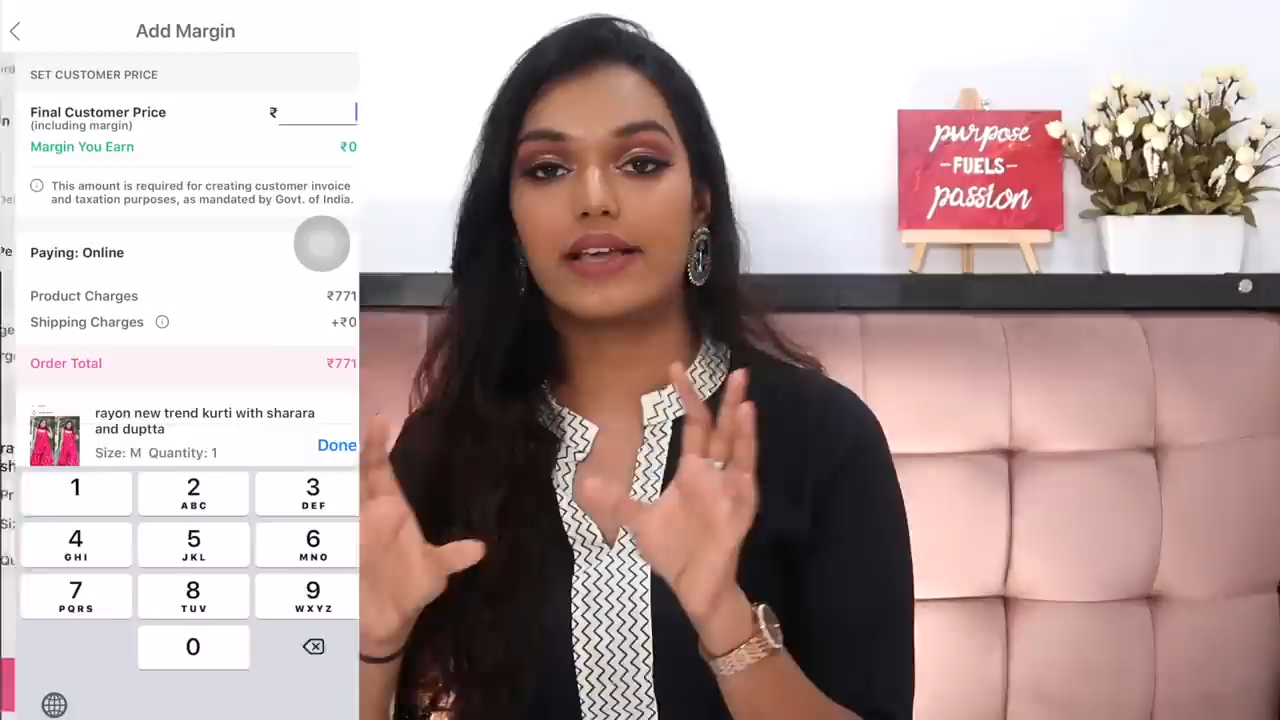 Add Margin
SET CUSTOMER PRICE
Final Customer Price ₹
(including margin)
Margin You Earn ₹0
This amount is required for creating customer invoice
and taxation purposes, as mandated by Govt. of India.
Paying: Online
Product Charges ₹771
Shipping Charges +₹0
Order Total ₹771
rayon new trend kurti with sharara
and duptta
Size: M Quantity: 1
Done
1
2 ABC
3 DEF
4 GHI
5 JKL
6 MNO
7 PQRS
8 TUV
9 WXYZ
0
purpose
-FUELS-
passion